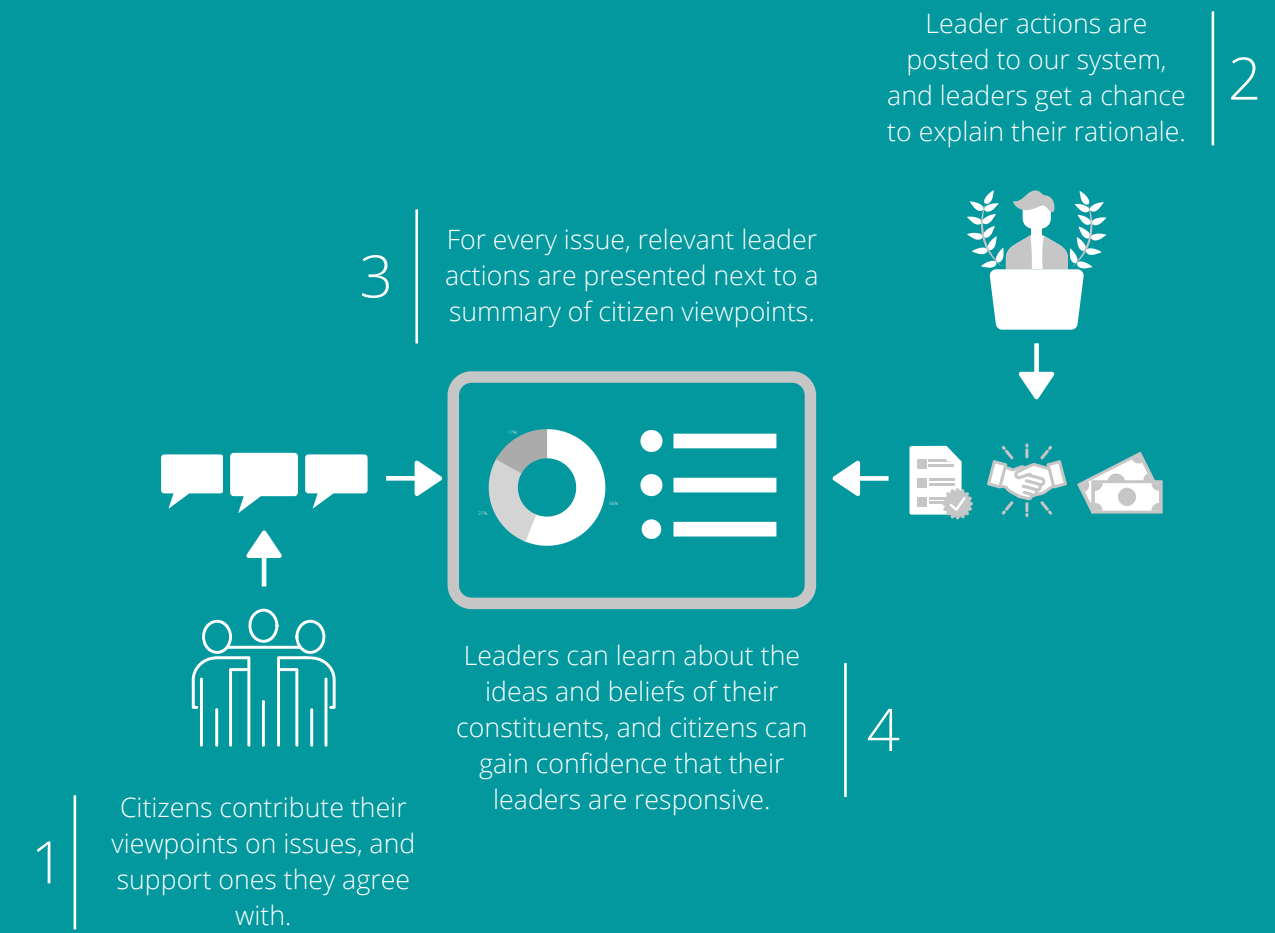 1
Citizens contribute their
viewpoints on issues, and
support ones they agree
with.
2
Leader actions are
posted to our system,
and leaders get a chance
to explain their rationale.
3
For every issue, relevant leader
actions are presented next to a
summary of citizen viewpoints.
17%
27%
56%
4
Leaders can learn about the
ideas and beliefs of their
constituents, and citizens can
gain confidence that their
leaders are responsive.